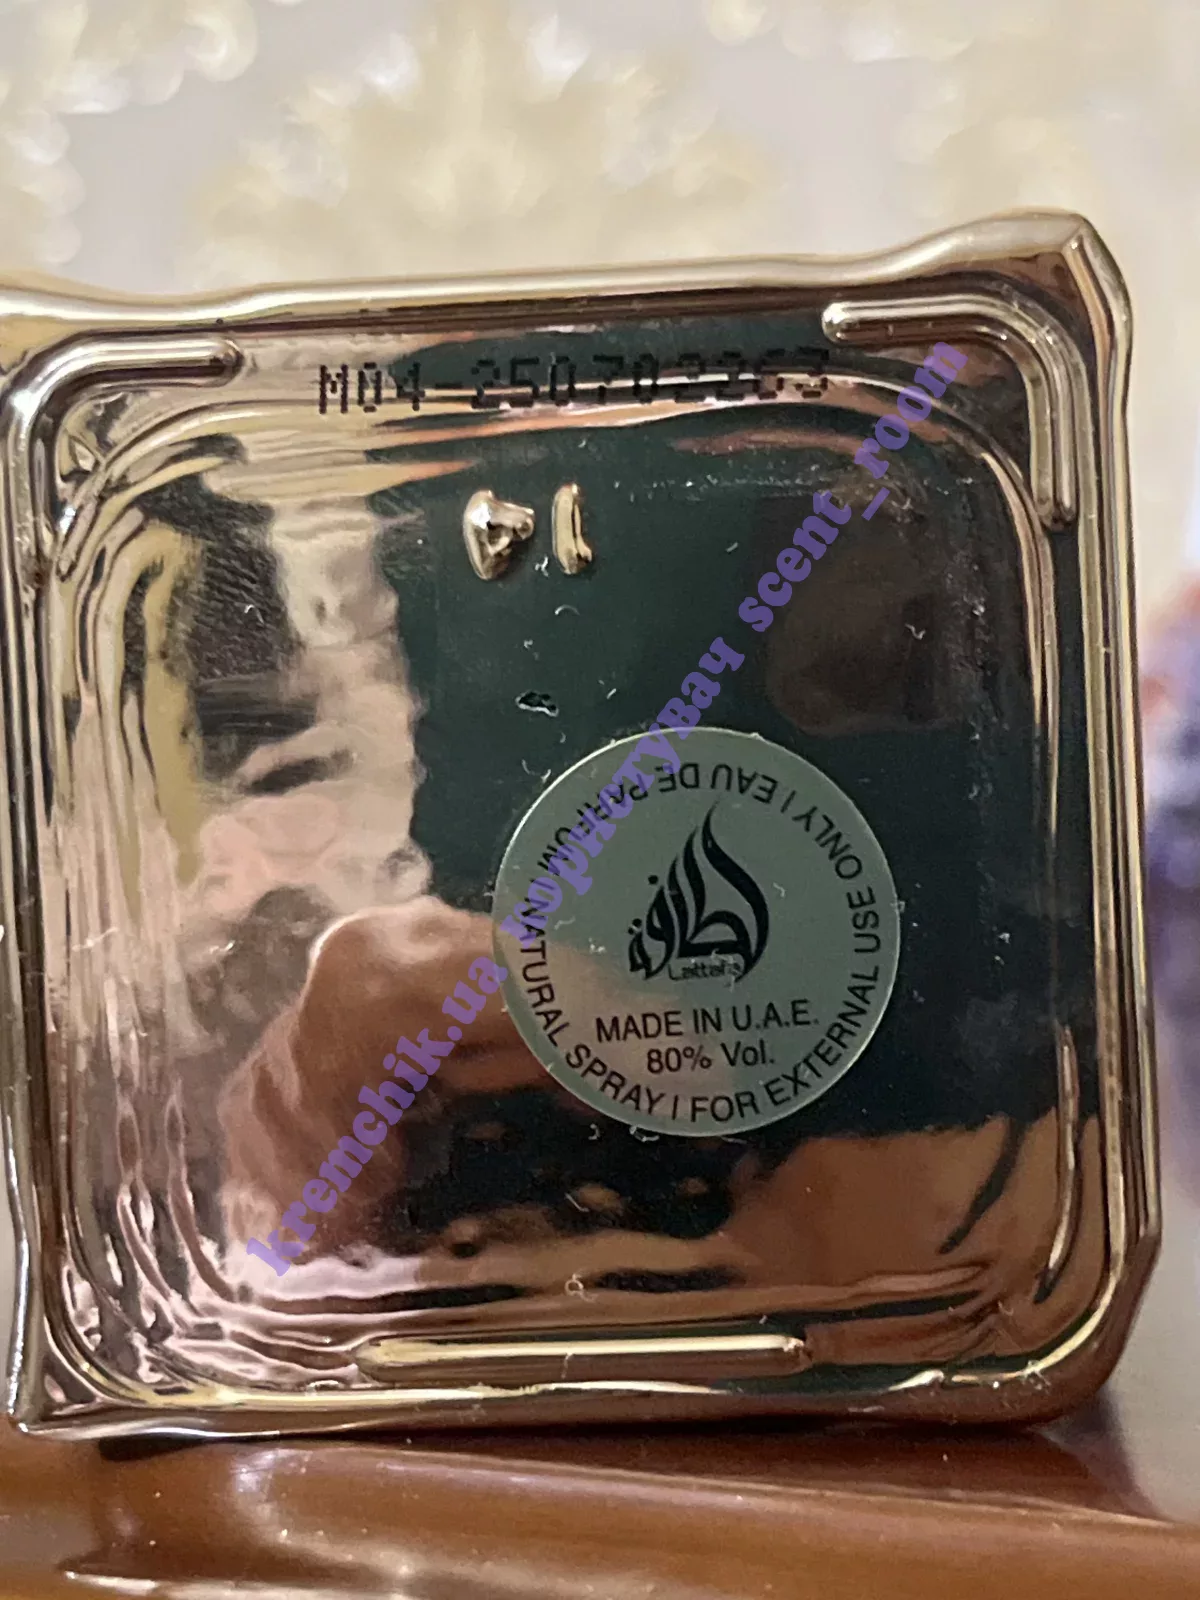 M04-250702263
EAU DE PARFUM \ NATURAL SPRAY | FOR EXTERNAL USE ONLY |
لطافة
Lattafa
MADE IN U.A.E.
80% Vol.
kremchik.ua користувач scent_room